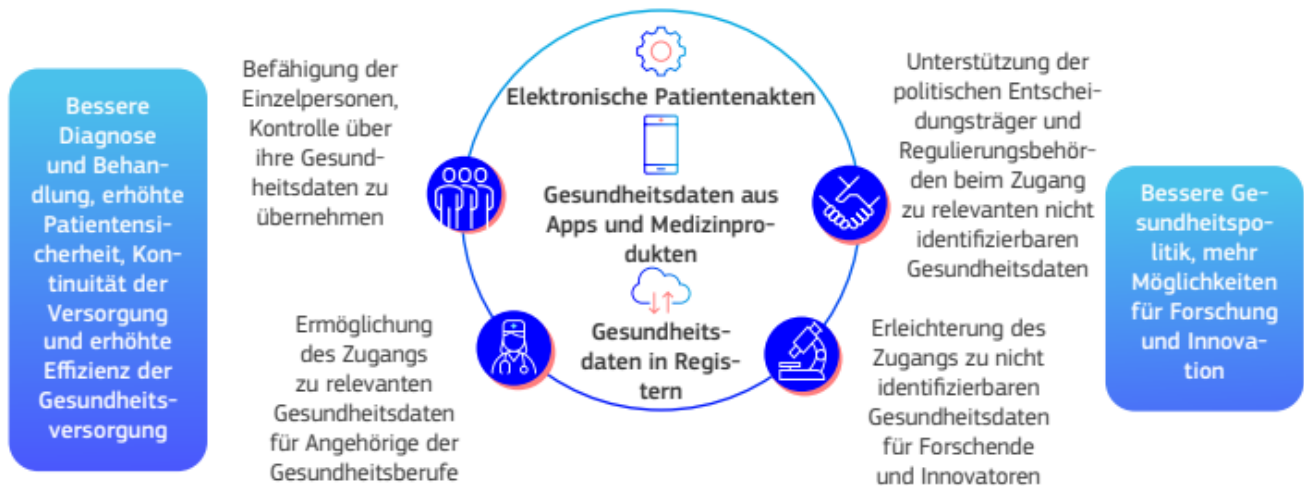 Bessere
Diagnose
und Behan-
dlung, erhöhte
Patientensi-
cherheit, Kon-
tinuität der
Versorgung
und erhöhte
Effizienz der
Gesundheits-
versorgung
Befähigung der
Einzelpersonen,
Kontrolle über
ihre Gesund-
heitsdaten zu
übernehmen
Ermöglichung
des Zugangs
zu relevanten
Gesundheitsdaten
für Angehörige der
Gesundheitsberufe
Elektronische Patientenakten
Gesundheitsdaten aus
Apps und Medizinpro-
dukten
Gesundheits-
daten in Regis-
tern
Unterstützung der
politischen Entschei-
dungsträger und
Regulierungsbehör-
den beim Zugang
zu relevanten nicht
identifizierbaren
Gesundheitsdaten
Erleichterung des
Zugangs zu nicht
identifizierbaren
Gesundheitsdaten
für Forschende
und Innovatoren
Bessere Ge-
sundheitspo-
litik, mehr
Möglichkeiten
für Forschung
und Innova-
tion